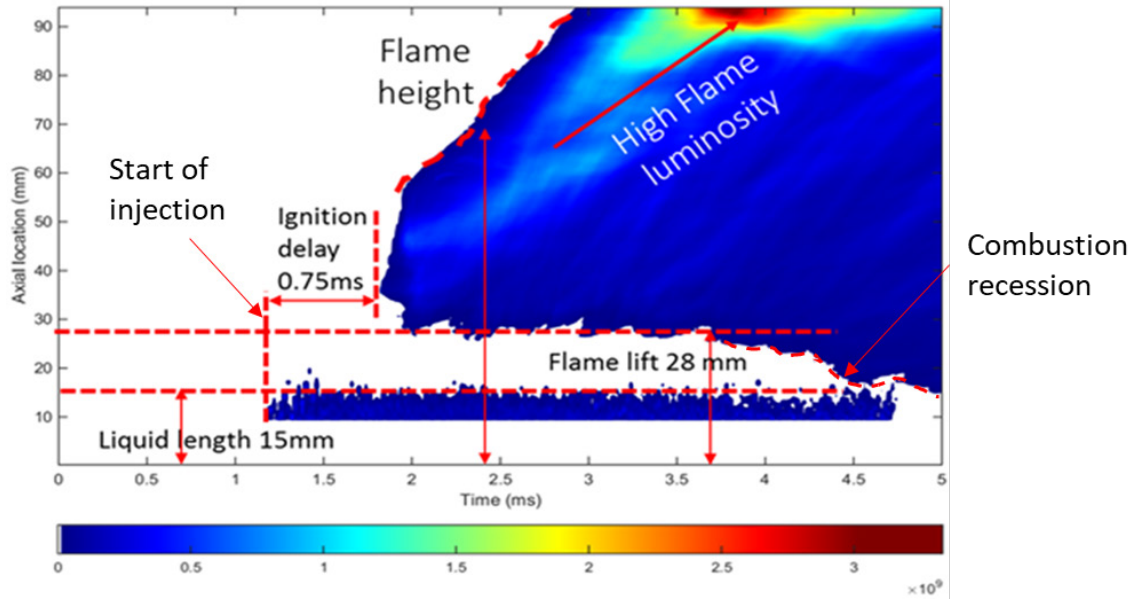 90
80
70
60
50
40
30
20
10
Axial location (mm)
Flame
height
High Flame
luminosity
Start of
injection
Ignition
delay
0.75ms
Combustion
recession
Flame lift 28 mm
Liquid length 15mm
0 0.5 1 1.5 2 2.5 3 3.5 4 4.5 5
Time (ms)
0 0.5 1 1.5 2 2.5 3
×10⁹